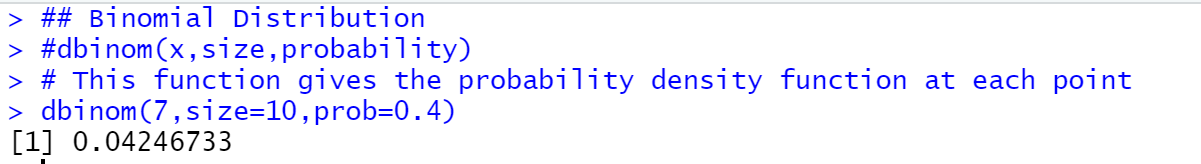 > ## Binomial Distribution
> #dbinom(x,size,probability)
> # This function gives the probability density function at each point
> dbinom(7,size=10,prob=0.4)
[1] 0.04246733